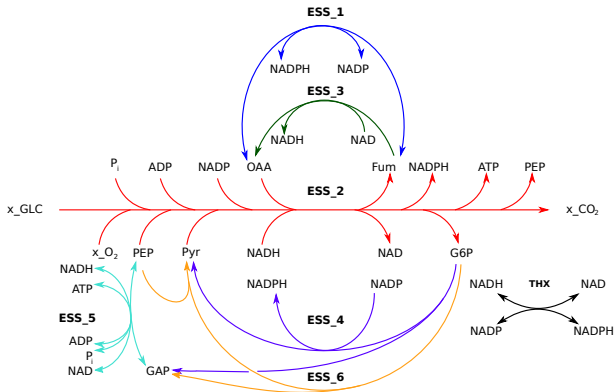 ESS_1
NADPH NADP
ESS_3
NADH NAD
Pi ADP NADP OAA Fum NADPH ATP PEP
ESS_2
x_GLC x_CO2
x_O2 PEP Pyr NADH NAD G6P
NADH
ATP NADPH NADP NADH THX NAD
ESS_5 ESS_4
ADP NADP NADPH
Pi
NAD GAP ESS_6